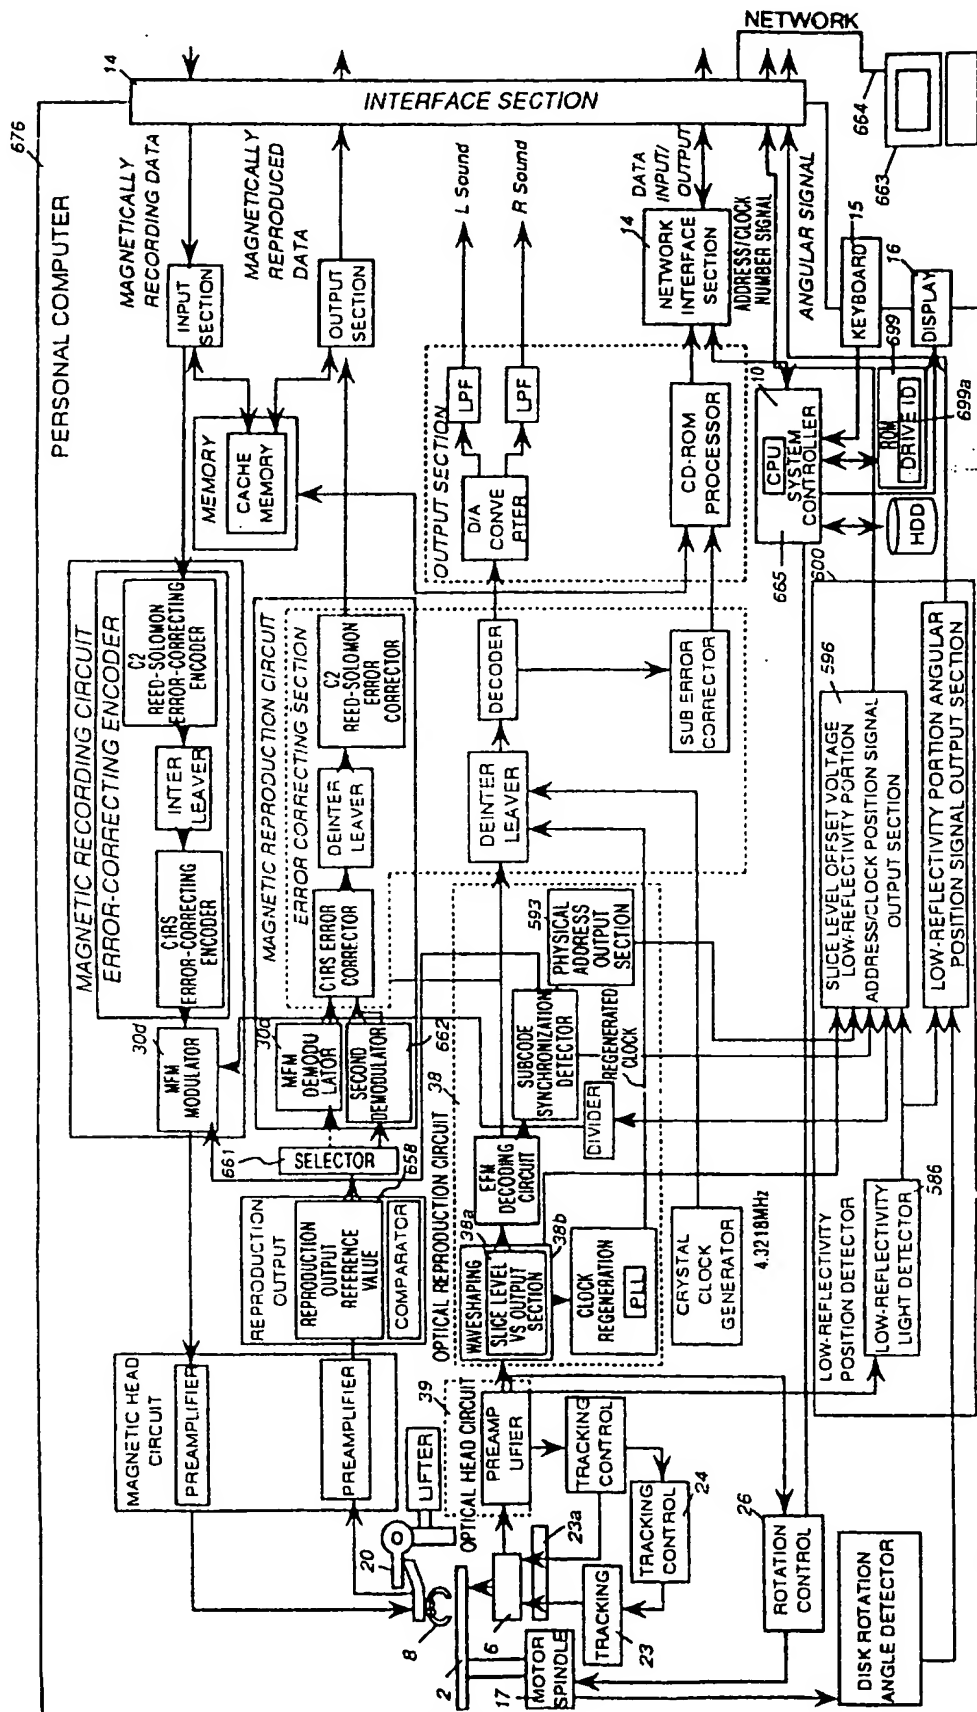 676
PERSONAL COMPUTER
NETWORK
14
INTERFACE SECTION
MAGNETICALLY
RECORDING DATA
MAGNETICALLY
REPRODUCED
DATA
L Sound
R Sound
DATA
INPUT/
OUTPUT
14
NETWORK
INTERFACE
SECTION
ADDRESS/CLOCK
NUMBER SIGNAL
ANGULAR SIGNAL
664
663
15
KEYBOARD
16
DISPLAY
699
ROM
DRIVE ID
699a
INPUT
SECTION
OUTPUT
SECTION
MEMORY
CACHE
MEMORY
OUTPUT SECTION
LPF
LPF
D/A
CONVE
RTER
CD-ROM
PROCESSOR
10
CPU
SYSTEM
CONTROLLER
665
HDD
600
MAGNETIC RECORDING CIRCUIT
ERROR-CORRECTING ENCODER
C2
REED-SOLOMON
ERROR-CORRECTING
ENCODER
INTER
LEAVER
C1RS
ERROR-CORRECTING
ENCODER
30d
MFM
MODULATOR
MAGNETIC REPRODUCTION CIRCUIT
ERROR CORRECTING SECTION
C2
REED-SOLOMON
ERROR
CORRECTOR
DEINTER
LEAVER
C1RS ERROR
CORRECTOR
30d
MFM
DEMODU
LATOR
SECOND
DEMODULATOR
662
661
SELECTOR
DECODER
SUB ERROR
CORRECTOR
DEINTER
LEAVER
593
PHYSICAL
ADDRESS
OUTPUT
SECTION
SUBCODE
SYNCHRONIZATION
DETECTOR
REGENERATED
CLOCK
DIVIDER
38
OPTICAL REPRODUCTION CIRCUIT
EFM
DECODING
CIRCUIT
38a
38b
WAVESHAPING
SLICE LEVEL
VS OUTPUT
SECTION
CLOCK
REGENERATION
PLL
CRYSTAL
CLOCK
GENERATOR
4.3218MHz
596
SLICE LEVEL OFFSET VOLTAGE
LOW-REFLECTIVITY PORTION
ADDRESS/CLOCK POSITION SIGNAL
OUTPUT SECTION
LOW-REFLECTIVITY PORTION ANGULAR
POSITION SIGNAL OUTPUT SECTION
LOW-REFLECTIVITY
POSITION DETECTOR
LOW-REFLECTIVITY
LIGHT DETECTOR
586
REPRODUCTION
OUTPUT
REPRODUCTION
OUTPUT
REFERENCE
VALUE
COMPARATOR
658
MAGNETIC HEAD
CIRCUIT
PREAMPLIFIER
PREAMPLIFIER
LIFTER
20
8
2
39
OPTICAL HEAD CIRCUIT
PREAMP
LIFIER
TRACKING
CONTROL
TRACKING
CONTROL
24
23a
6
TRACKING
23
17
MOTOR
SPINDLE
26
ROTATION
CONTROL
DISK ROTATION
ANGLE DETECTOR